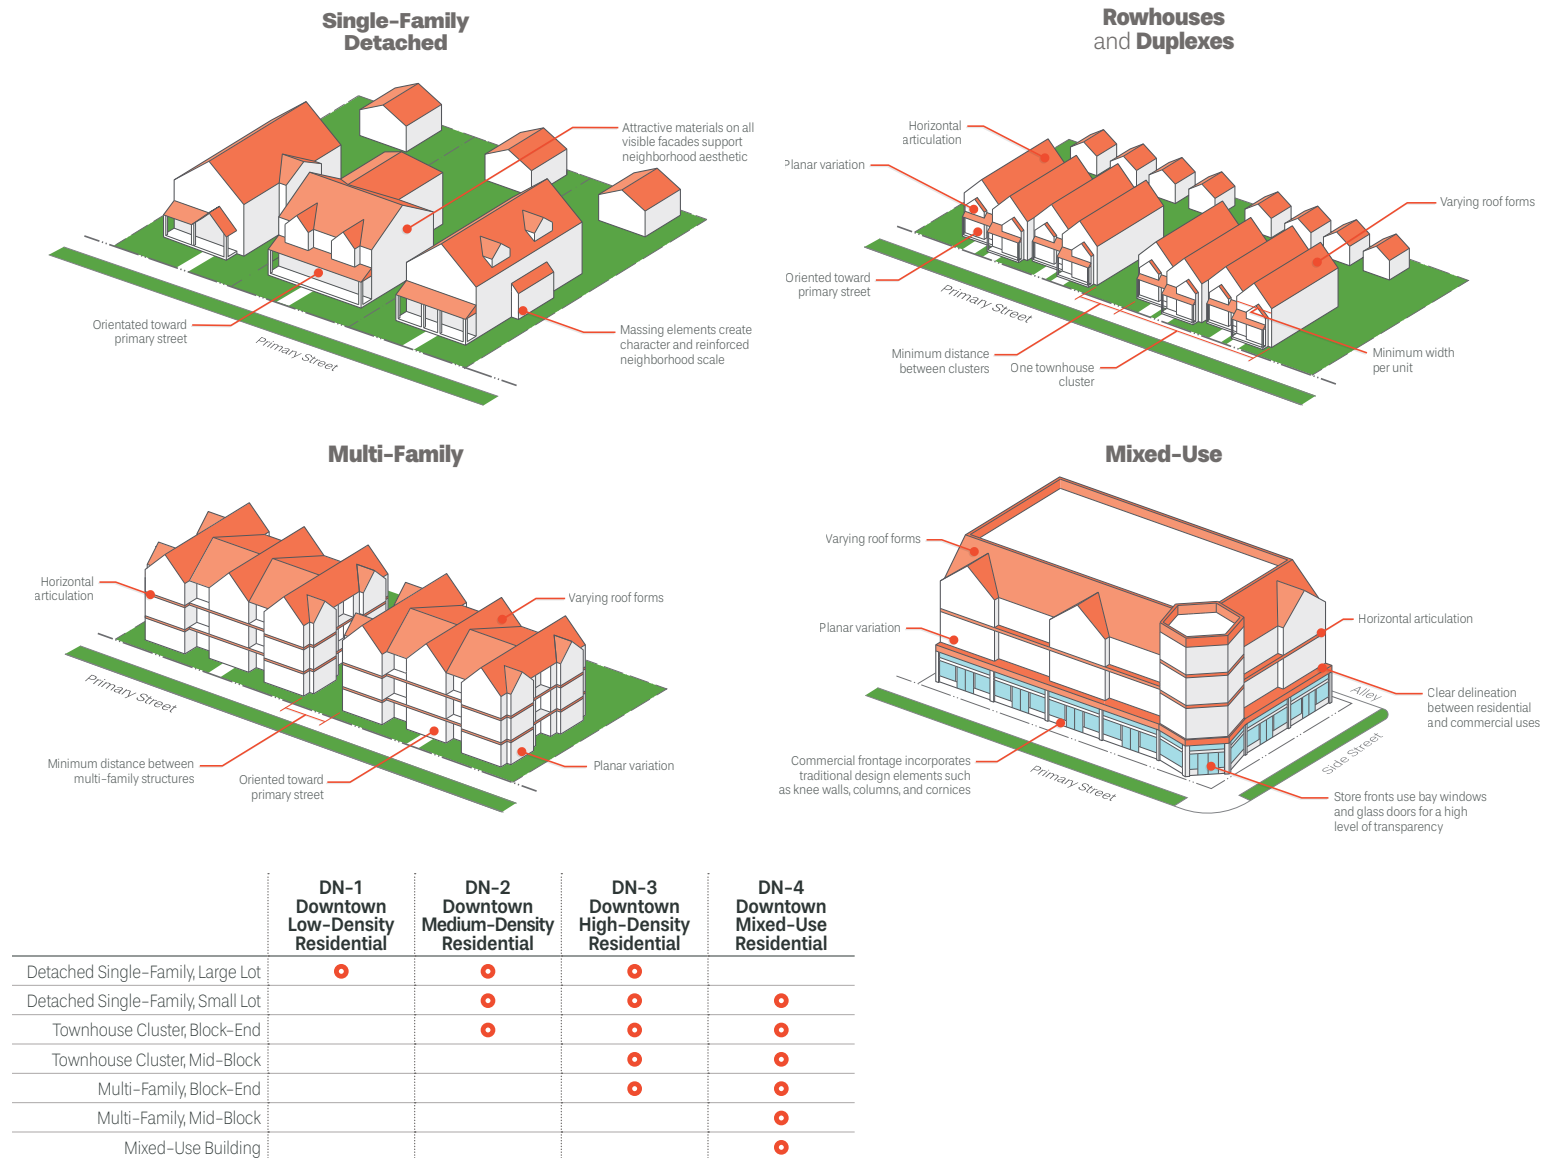 Single-Family
Detached
Attractive materials on all
visible facades support
neighborhood aesthetic
Orientated toward
primary street
Primary Street
Massing elements create
character and reinforced
neighborhood scale
Rowhouses
and Duplexes
Horizontal
articulation
Planar variation
Varying roof forms
Oriented toward
primary street
Primary Street
Minimum distance
between clusters
One townhouse
cluster
Minimum width
per unit
Multi-Family
Horizontal
articulation
Varying roof forms
Primary Street
Minimum distance between
multi-family structures
Oriented toward
primary street
Planar variation
Mixed-Use
Varying roof forms
Planar variation
Horizontal articulation
Alley
Clear delineation
between residential
and commercial uses
Side Street
Commercial frontage incorporates
traditional design elements such
as knee walls, columns, and cornices
Primary Street
Store fronts use bay windows
and glass doors for a high
level of transparency
DN-1
Downtown
Low-Density
Residential
DN-2
Downtown
Medium-Density
Residential
DN-3
Downtown
High-Density
Residential
DN-4
Downtown
Mixed-Use
Residential
Detached Single-Family, Large Lot
Detached Single-Family, Small Lot
Townhouse Cluster, Block-End
Townhouse Cluster, Mid-Block
Multi-Family, Block-End
Multi-Family, Mid-Block
Mixed-Use Building